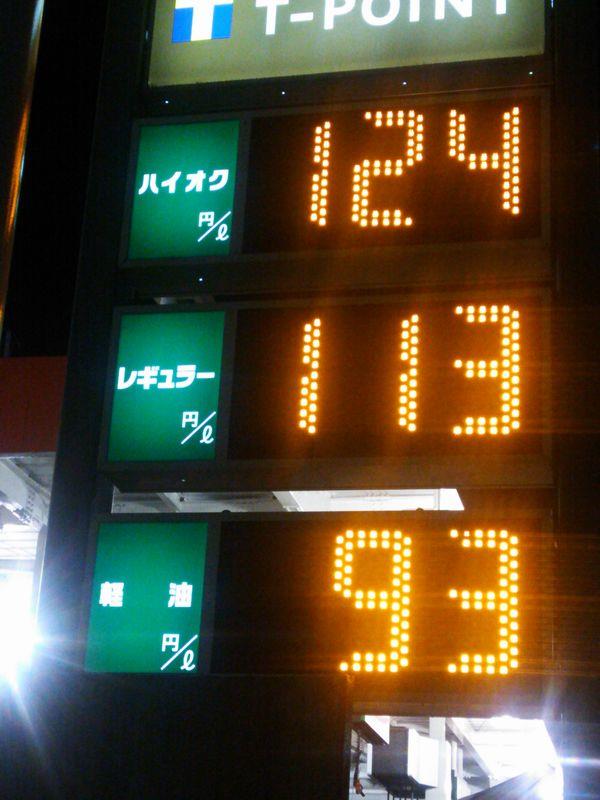 T T-POINT
ハイオク 124
円/ℓ
レギュラー 113
円/ℓ
軽油 93
円/ℓ